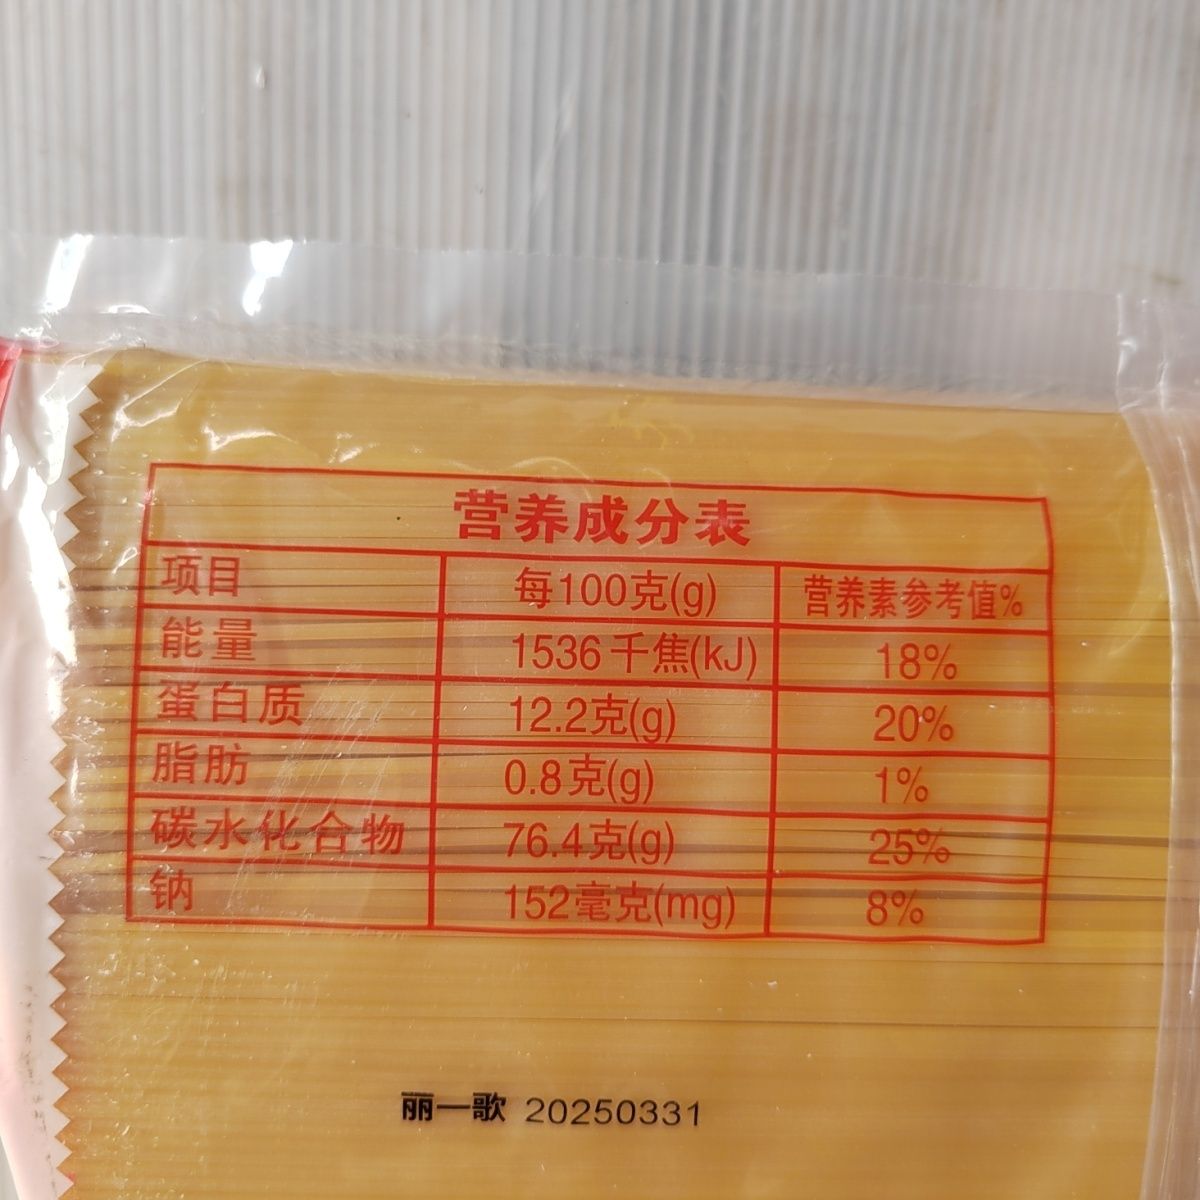 营养成分表
项目 每100克(g) 营养素参考值%
能量 1536千焦(kJ) 18%
蛋白质 12.2克(g) 20%
脂肪 0.8克(g) 1%
碳水化合物 76.4克(g) 25%
钠 152毫克(mg) 8%
丽一歌 20250331